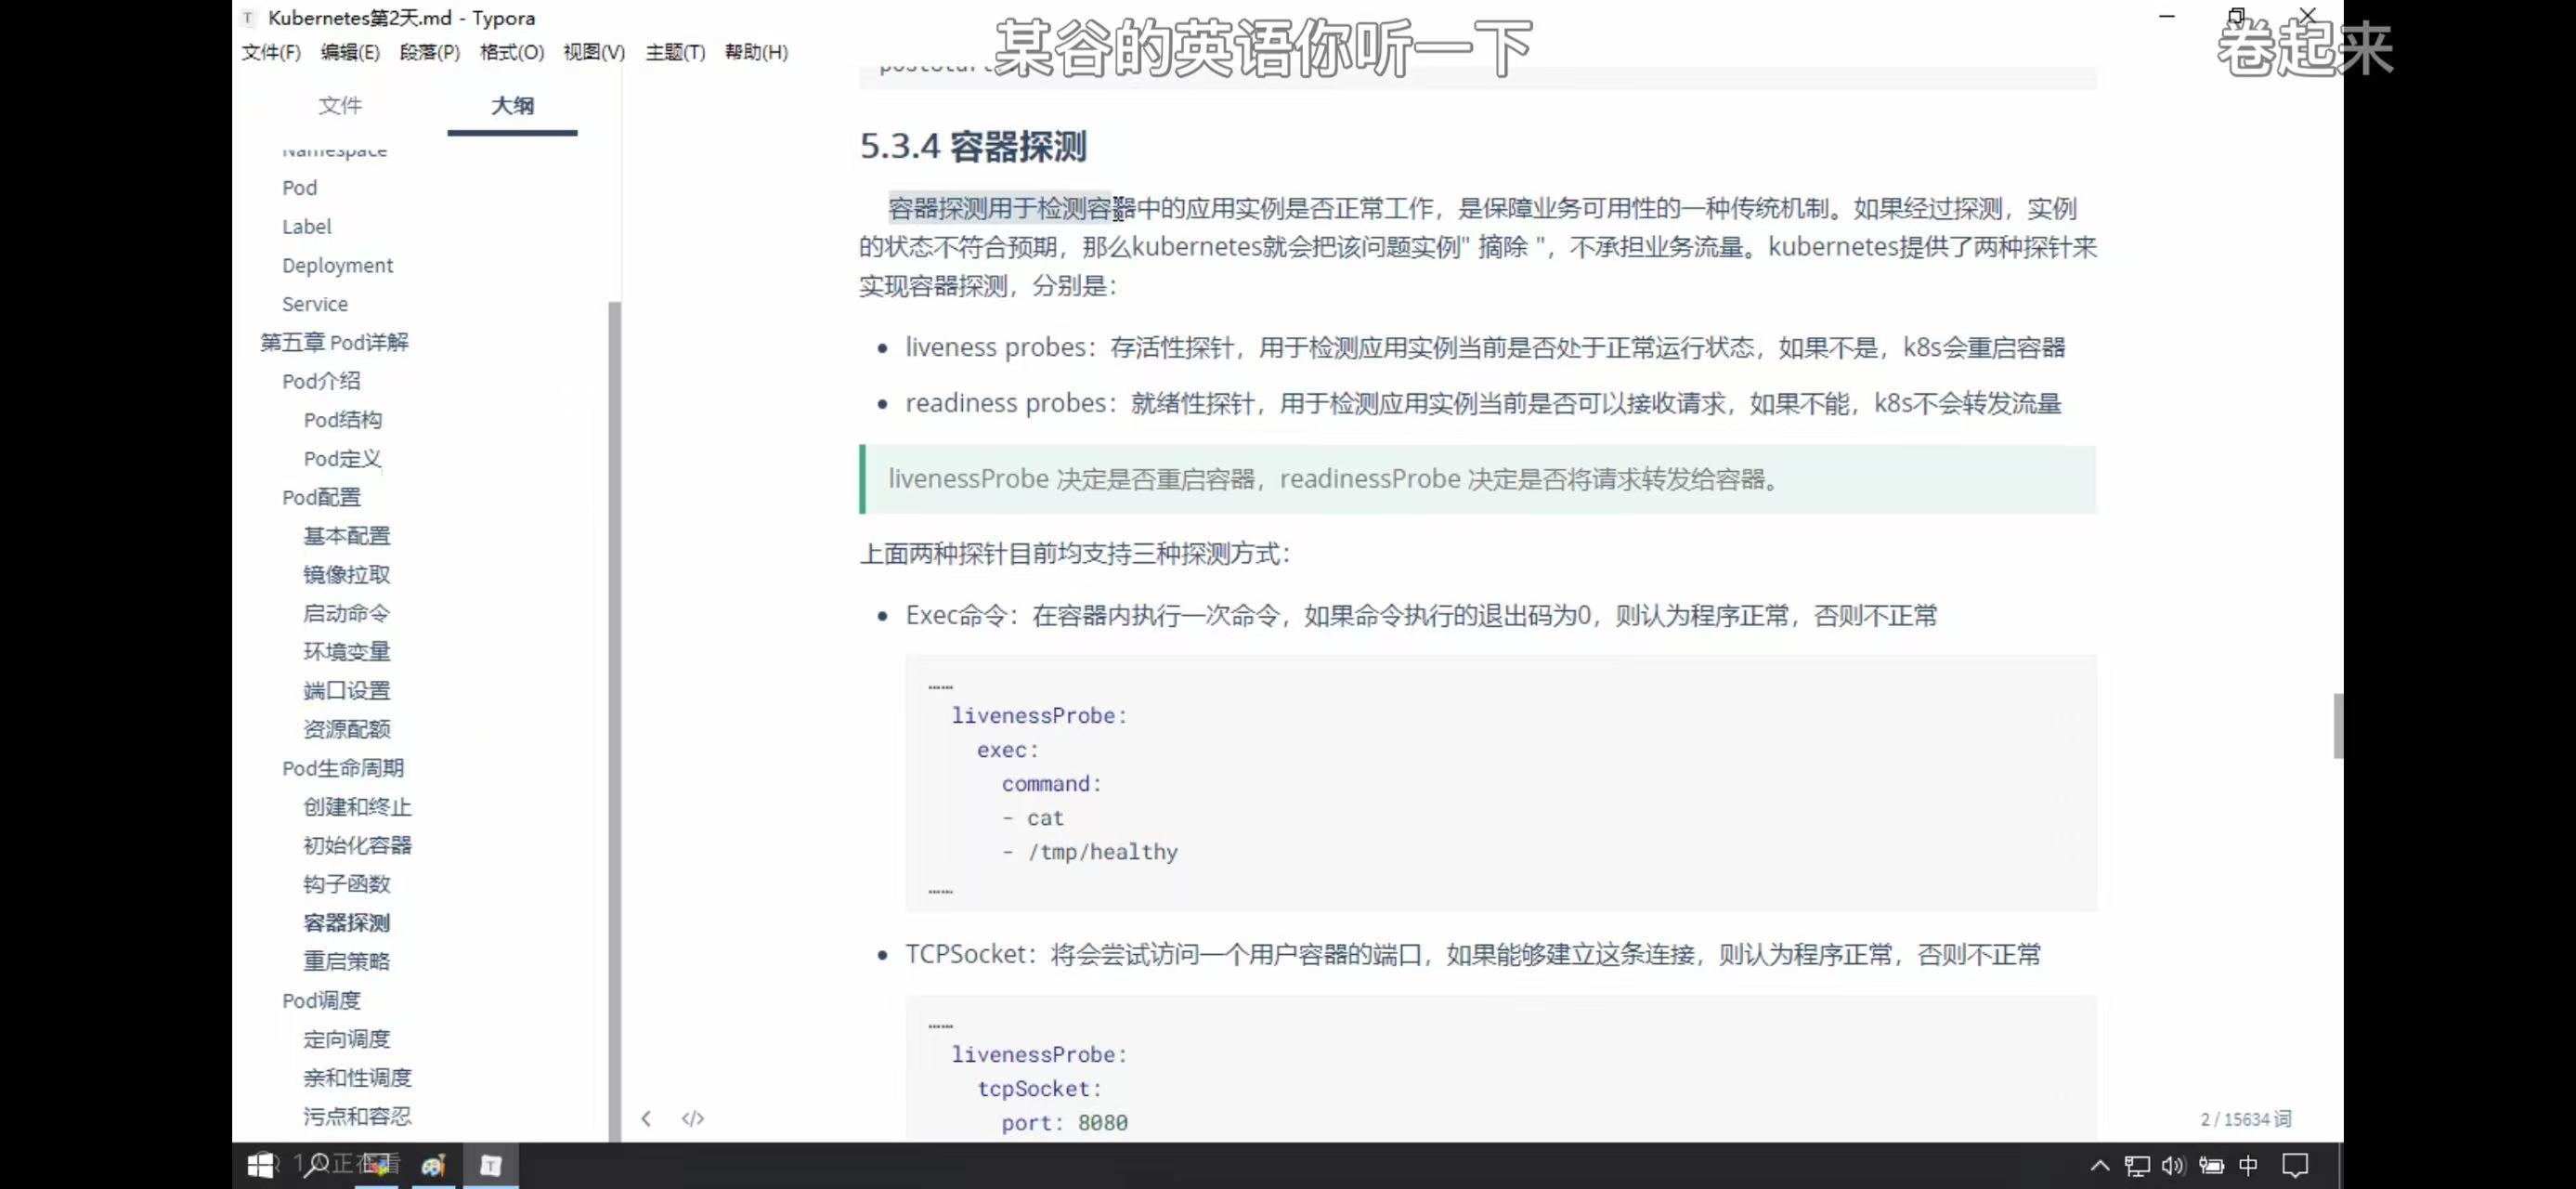 Kubernetes第2天.md - Typora
某谷的英语你听一下
卷起来
文件(F) 编辑(E) 段落(P) 格式(O) 视图(V) 主题(T) 帮助(H)
文件 大纲
Namespace
Pod
Label
Deployment
Service
第五章 Pod详解
Pod介绍
Pod结构
Pod定义
Pod配置
基本配置
镜像拉取
启动命令
环境变量
端口设置
资源配额
Pod生命周期
创建和终止
初始化容器
钩子函数
容器探测
重启策略
Pod调度
定向调度
亲和性调度
污点和容忍
5.3.4 容器探测
容器探测用于检测容器中的应用实例是否正常工作，是保障业务可用性的一种传统机制。如果经过探测，实例
的状态不符合预期，那么kubernetes就会把该问题实例" 摘除 "，不承担业务流量。kubernetes提供了两种探针来
实现容器探测，分别是：
liveness probes：存活性探针，用于检测应用实例当前是否处于正常运行状态，如果不是，k8s会重启容器
readiness probes：就绪性探针，用于检测应用实例当前是否可以接收请求，如果不能，k8s不会转发流量
livenessProbe 决定是否重启容器，readinessProbe 决定是否将请求转发给容器。
上面两种探针目前均支持三种探测方式：
Exec命令：在容器内执行一次命令，如果命令执行的退出码为0，则认为程序正常，否则不正常
……
livenessProbe:
exec:
command:
- cat
- /tmp/healthy
……
TCPSocket：将会尝试访问一个用户容器的端口，如果能够建立这条连接，则认为程序正常，否则不正常
……
livenessProbe:
tcpSocket:
port: 8080
2 / 15634 词
中